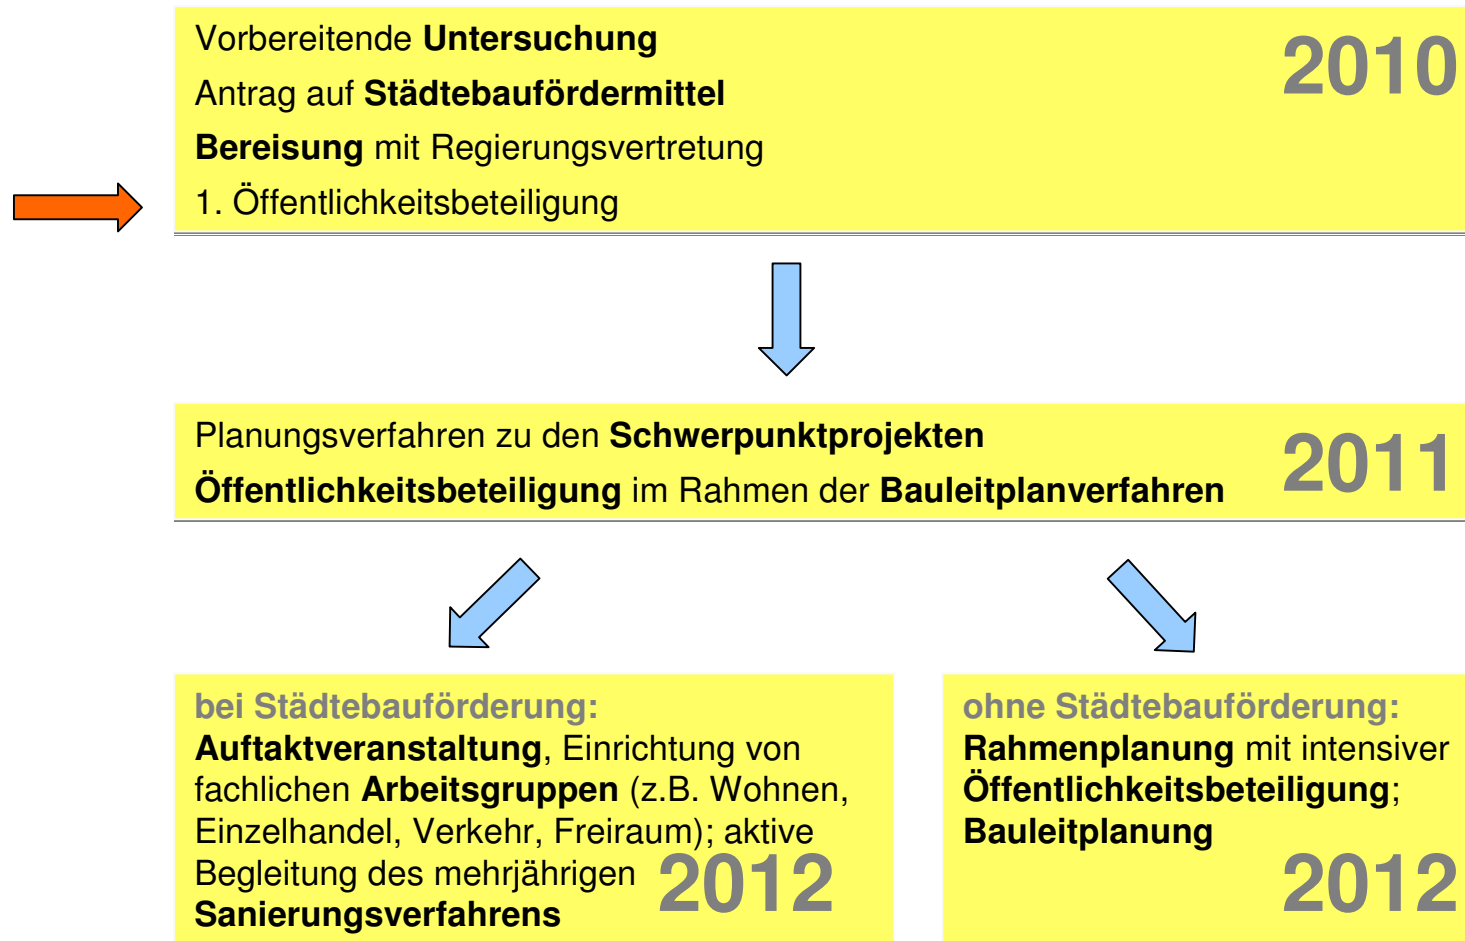 Vorbereitende Untersuchung
2010
Antrag auf Städtebaufördermittel
Bereisung mit Regierungsvertretung
1. Öffentlichkeitsbeteiligung
Planungsverfahren zu den Schwerpunktprojekten
2011
Öffentlichkeitsbeteiligung im Rahmen der Bauleitplanverfahren
bei Städtebauförderung:
Auftaktveranstaltung, Einrichtung von
fachlichen Arbeitsgruppen (z.B. Wohnen,
Einzelhandel, Verkehr, Freiraum); aktive
Begleitung des mehrjährigen
Sanierungsverfahrens
2012
ohne Städtebauförderung:
Rahmenplanung mit intensiver
Öffentlichkeitsbeteiligung;
Bauleitplanung
2012